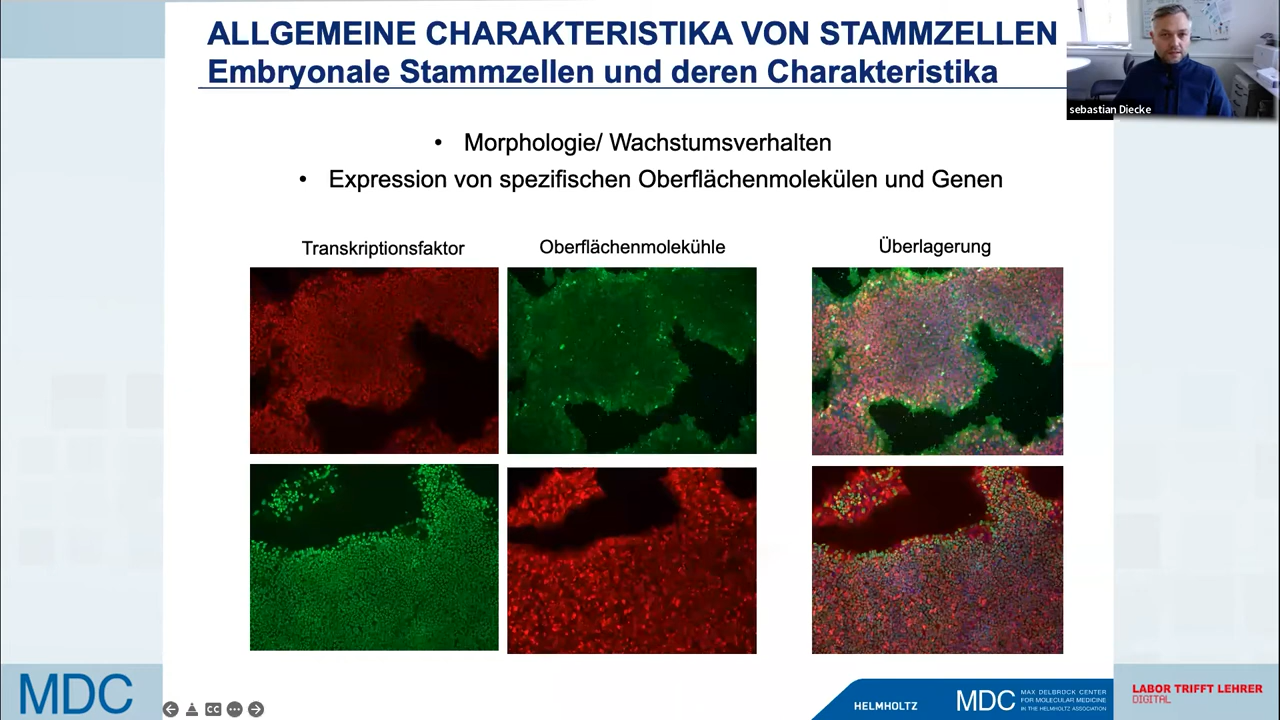 ALLGEMEINE CHARAKTERISTIKA VON STAMMZELLEN
Embryonale Stammzellen und deren Charakteristika
sebastian Diecke
• Morphologie/ Wachstumsverhalten
• Expression von spezifischen Oberflächenmolekülen und Genen
Transkriptionsfaktor
Oberflächenmolekühle
Überlagerung
MDC
CC
HELMHOLTZ
MDC
MAX DELBRÜCK CENTER
FOR MOLECULAR MEDICINE
IN THE HELMHOLTZ ASSOCIATION
LABOR TRIFFT LEHRER
DIGITAL